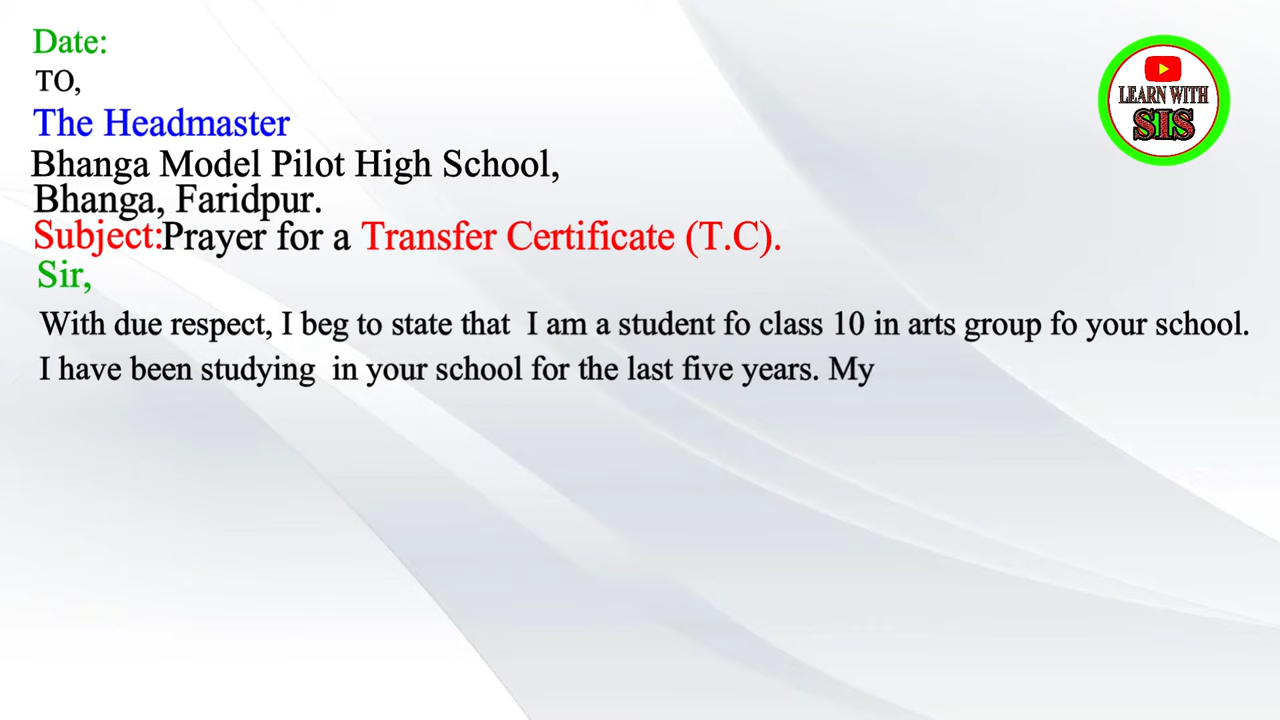 Date:
TO,
The Headmaster
Bhanga Model Pilot High School,
Bhanga, Faridpur.
Subject:Prayer for a Transfer Certificate (T.C).
Sir,
With due respect, I beg to state that I am a student fo class 10 in arts group fo your school.
I have been studying in your school for the last five years. My
LEARN WITH
SIS